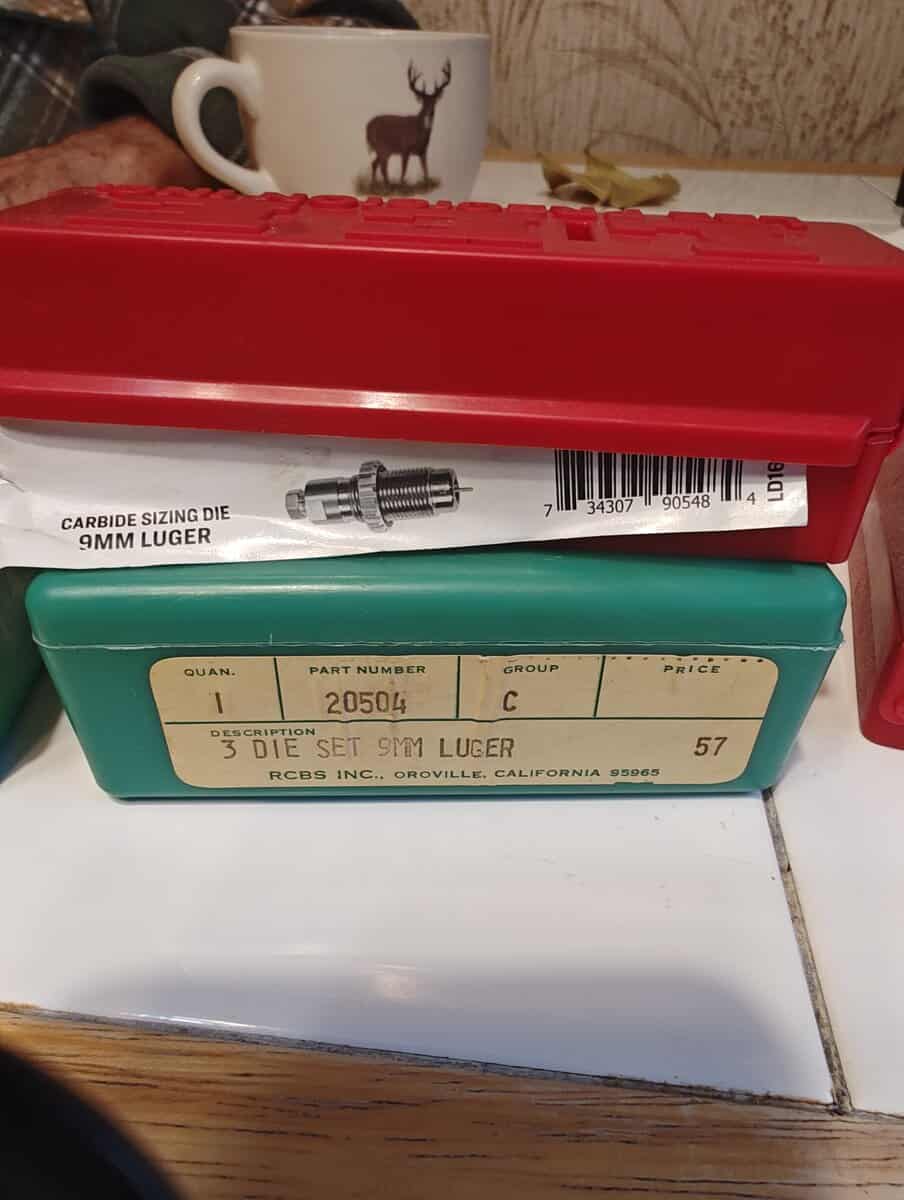 CARBIDE SIZING DIE
9MM LUGER
7 34307 90548 4
LD16
QUAN. PART NUMBER GROUP PRICE
1 20504 C
DESCRIPTION
3 DIE SET 9MM LUGER 57
RCBS INC., OROVILLE, CALIFORNIA 95965